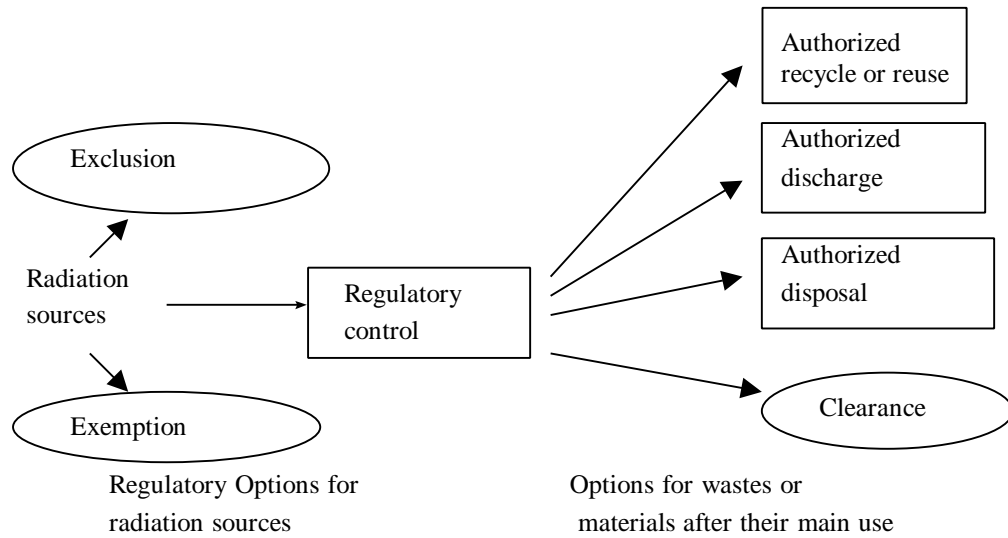 Authorized
recycle or reuse
Exclusion
Authorized
discharge
Radiation
sources
Regulatory
control
Authorized
disposal
Exemption
Clearance
Regulatory Options for
radiation sources
Options for wastes or
materials after their main use